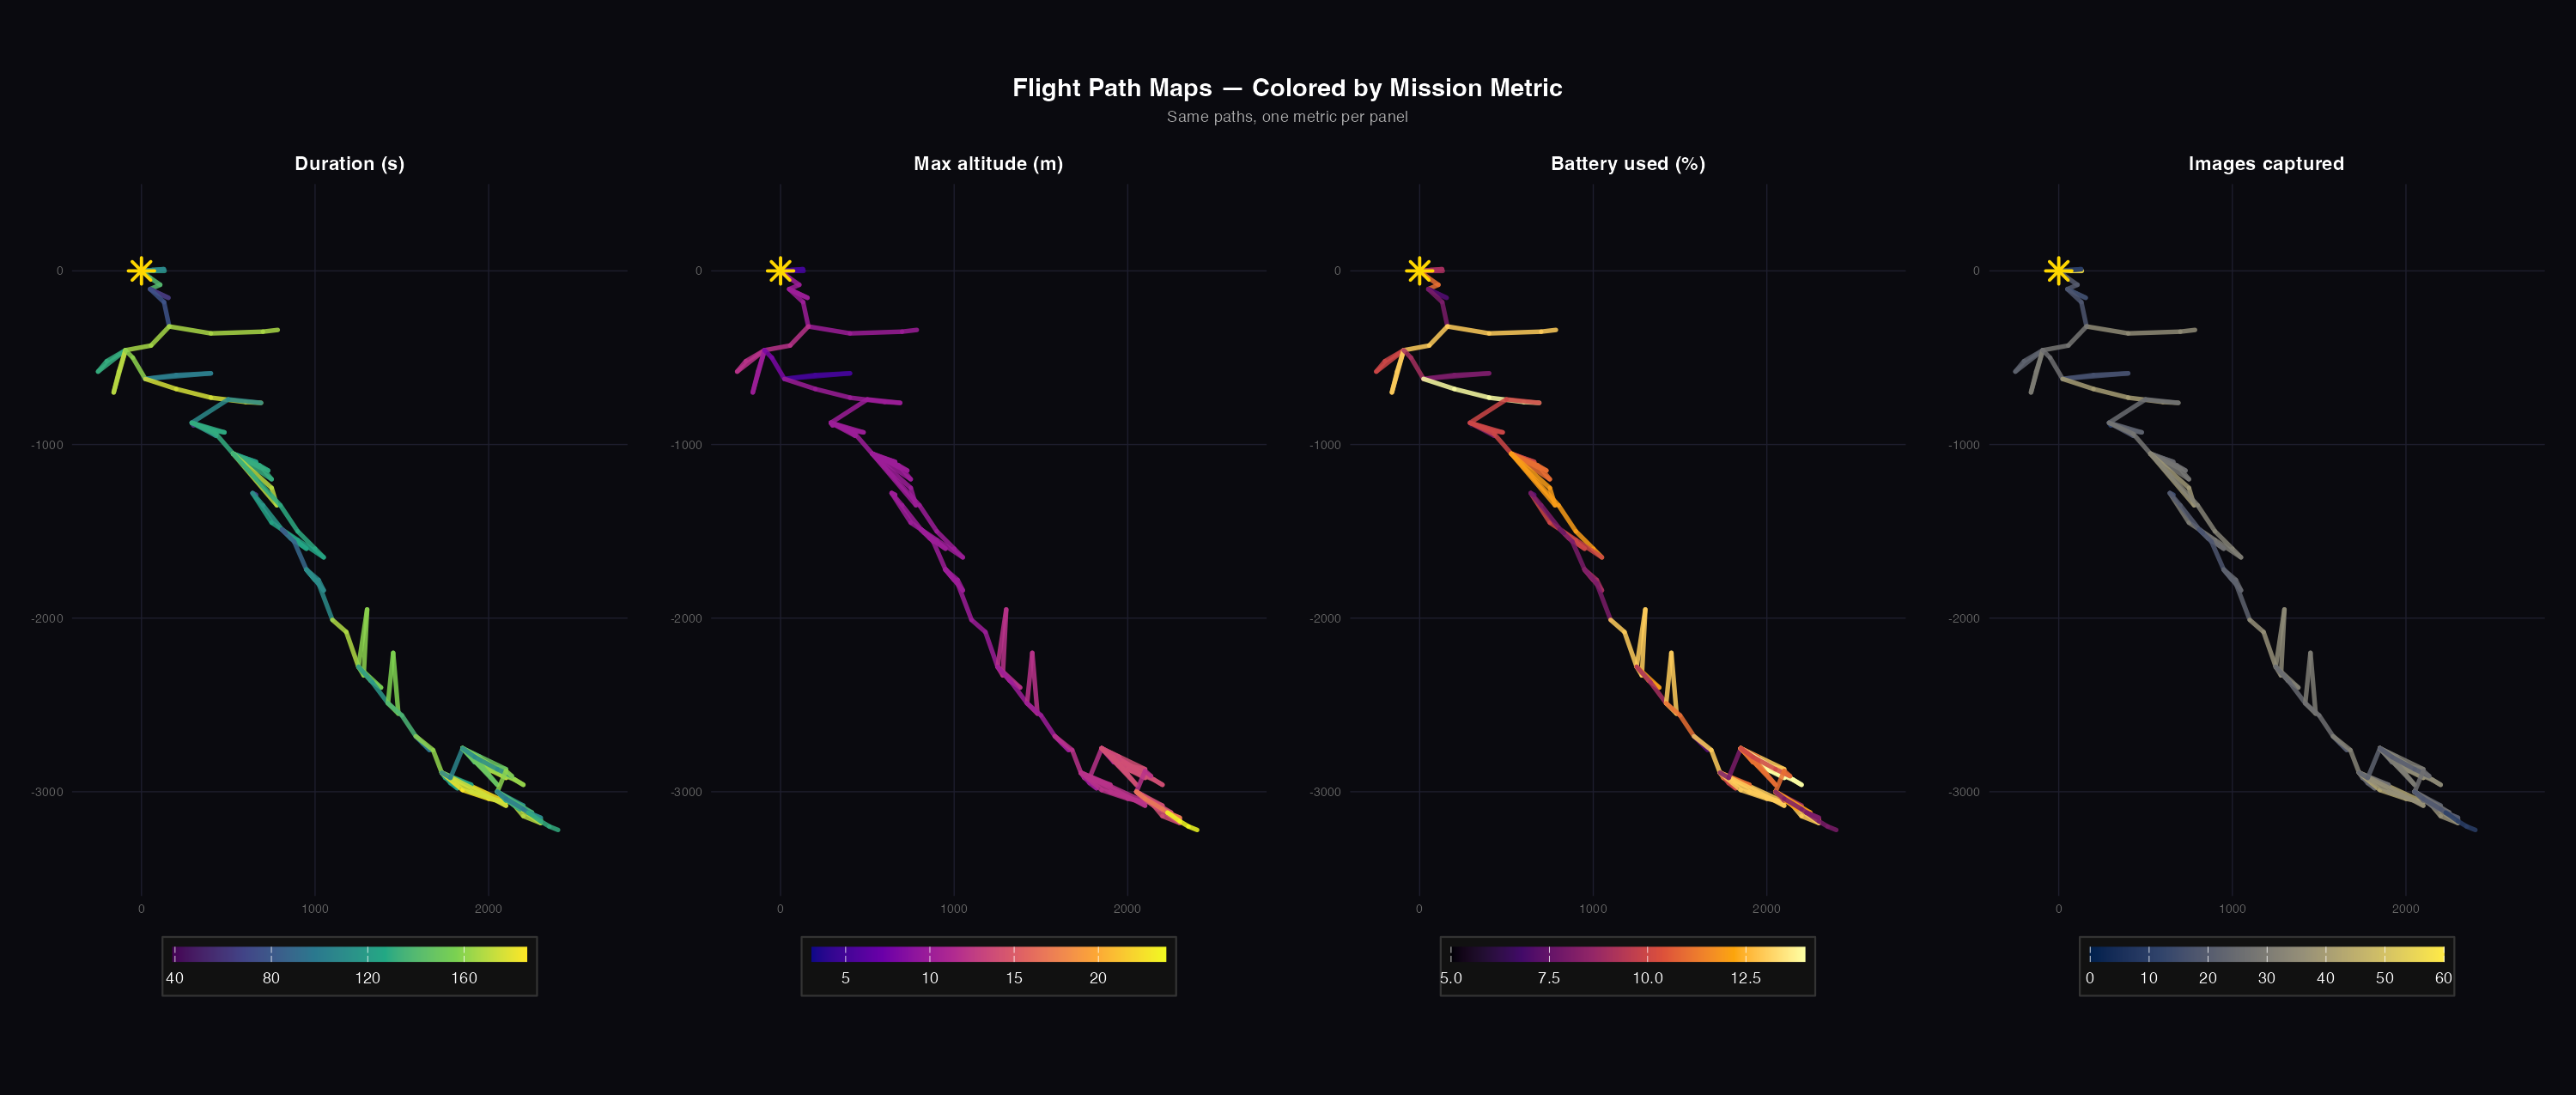 Flight Path Maps — Colored by Mission Metric
Same paths, one metric per panel
Duration (s)
0
-1000
-2000
-3000
0 1000 2000
40 80 120 160
Max altitude (m)
0
-1000
-2000
-3000
0 1000 2000
5 10 15 20
Battery used (%)
0
-1000
-2000
-3000
0 1000 2000
5.0 7.5 10.0 12.5
Images captured
0
-1000
-2000
-3000
0 1000 2000
0 10 20 30 40 50 60